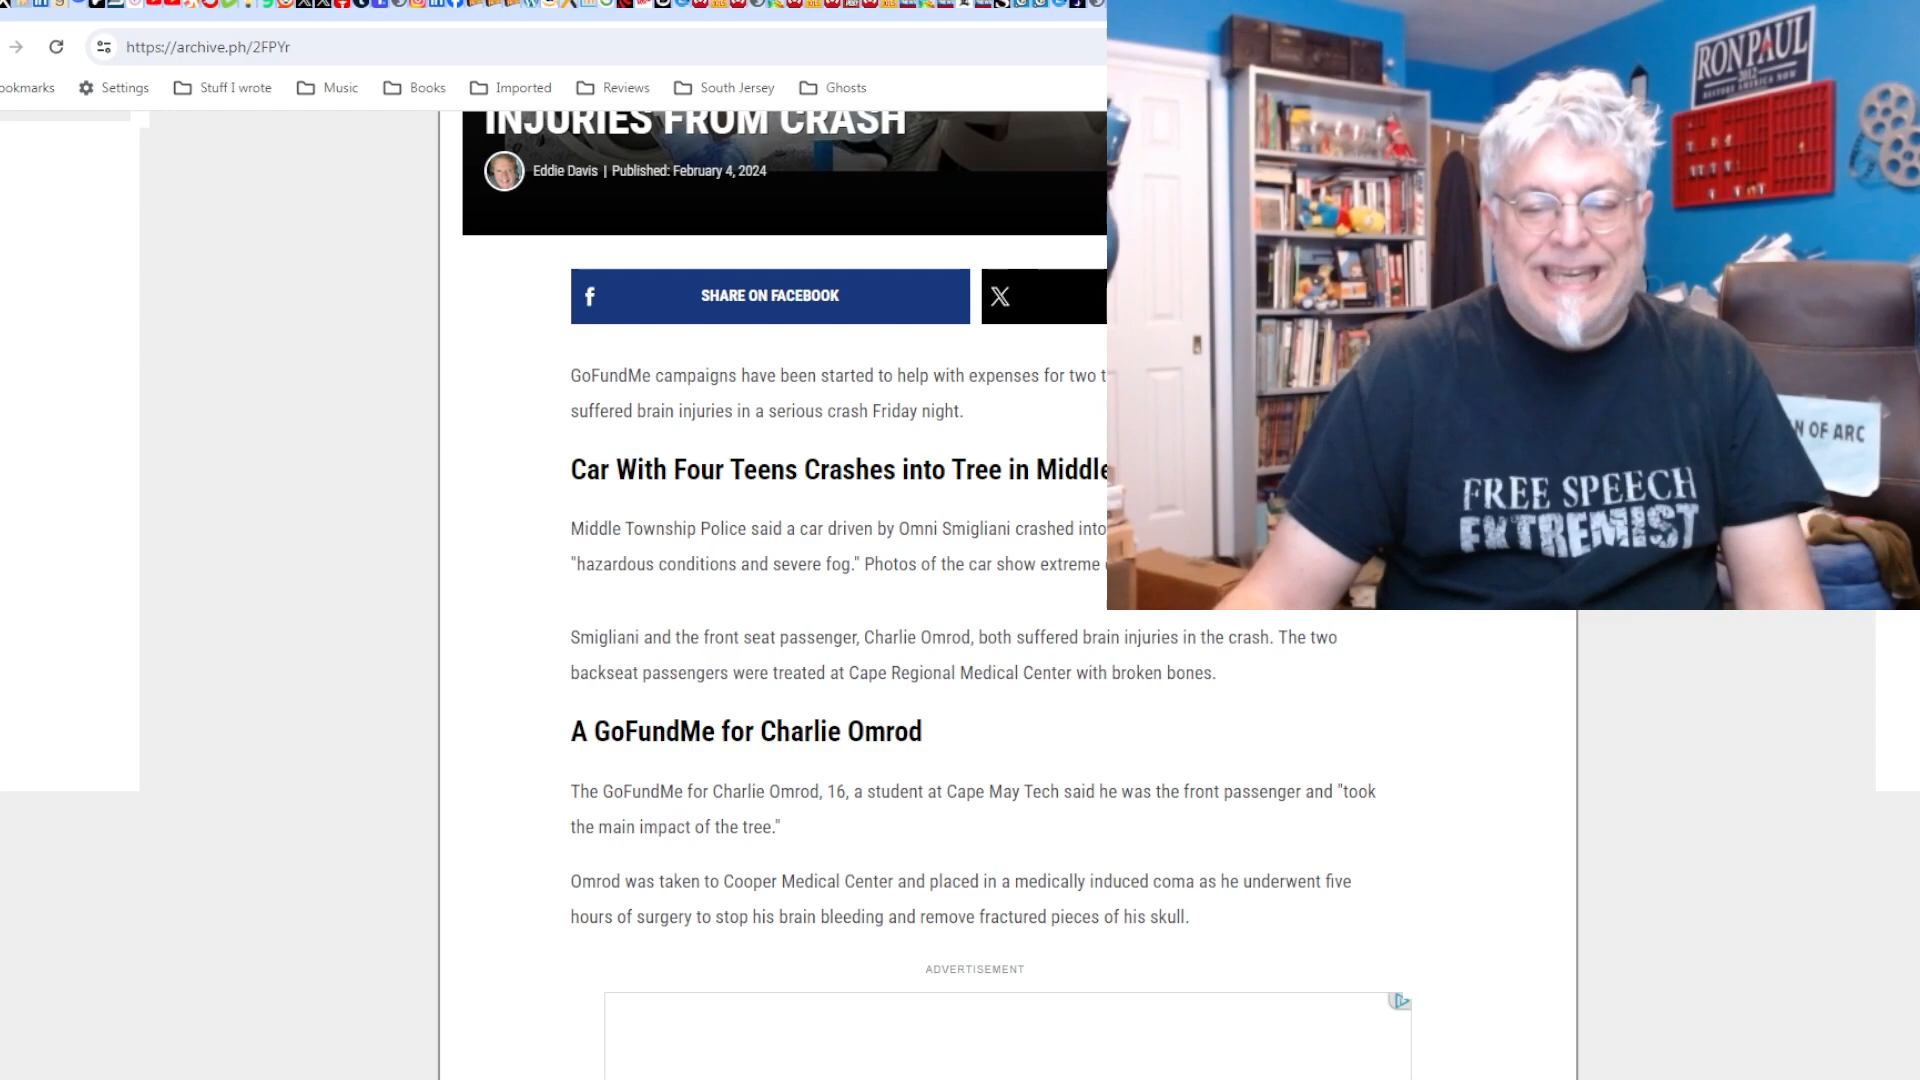 https://archive.ph/2FPYr
ookmarks
Settings
Stuff I wrote
Music
Books
Imported
Reviews
South Jersey
Ghosts
INJURIES FROM CRASH
Eddie Davis | Published: February 4, 2024
SHARE ON FACEBOOK
GoFundMe campaigns have been started to help with expenses for two t
suffered brain injuries in a serious crash Friday night.
Car With Four Teens Crashes into Tree in Middle
Middle Township Police said a car driven by Omni Smigliani crashed into
"hazardous conditions and severe fog." Photos of the car show extreme
Smigliani and the front seat passenger, Charlie Omrod, both suffered brain injuries in the crash. The two
backseat passengers were treated at Cape Regional Medical Center with broken bones.
A GoFundMe for Charlie Omrod
The GoFundMe for Charlie Omrod, 16, a student at Cape May Tech said he was the front passenger and "took
the main impact of the tree."
Omrod was taken to Cooper Medical Center and placed in a medically induced coma as he underwent five
hours of surgery to stop his brain bleeding and remove fractured pieces of his skull.
ADVERTISEMENT
RON PAUL
2012
RESTORE AMERICA NOW
N OF ARC
FREE SPEECH
EXTREMIST